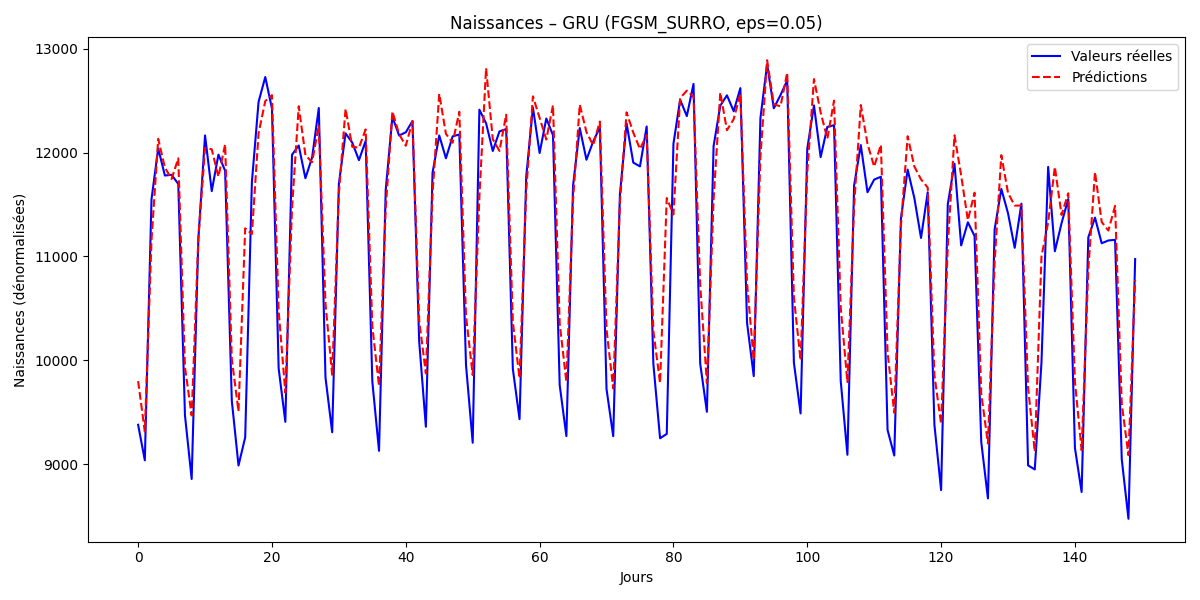 Naissances – GRU (FGSM_SURRO, eps=0.05)
Valeurs réelles
Prédictions
Naissances (dénormalisées)
13000
12000
11000
10000
9000
0 20 40 60 80 100 120 140
Jours